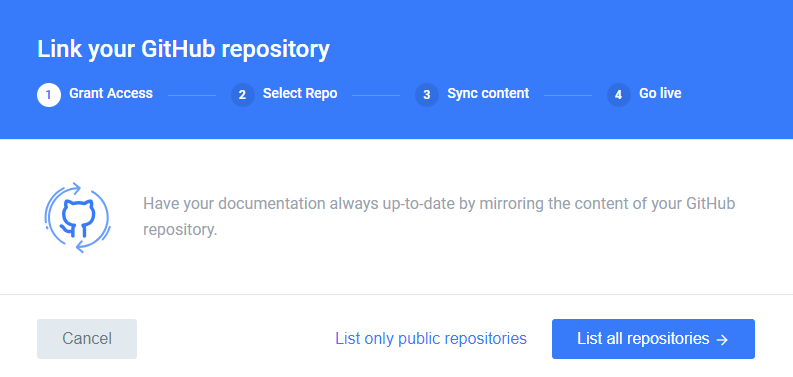 Link your GitHub repository
1 Grant Access 2 Select Repo 3 Sync content 4 Go live
Have your documentation always up-to-date by mirroring the content of your GitHub
repository.
Cancel List only public repositories List all repositories →